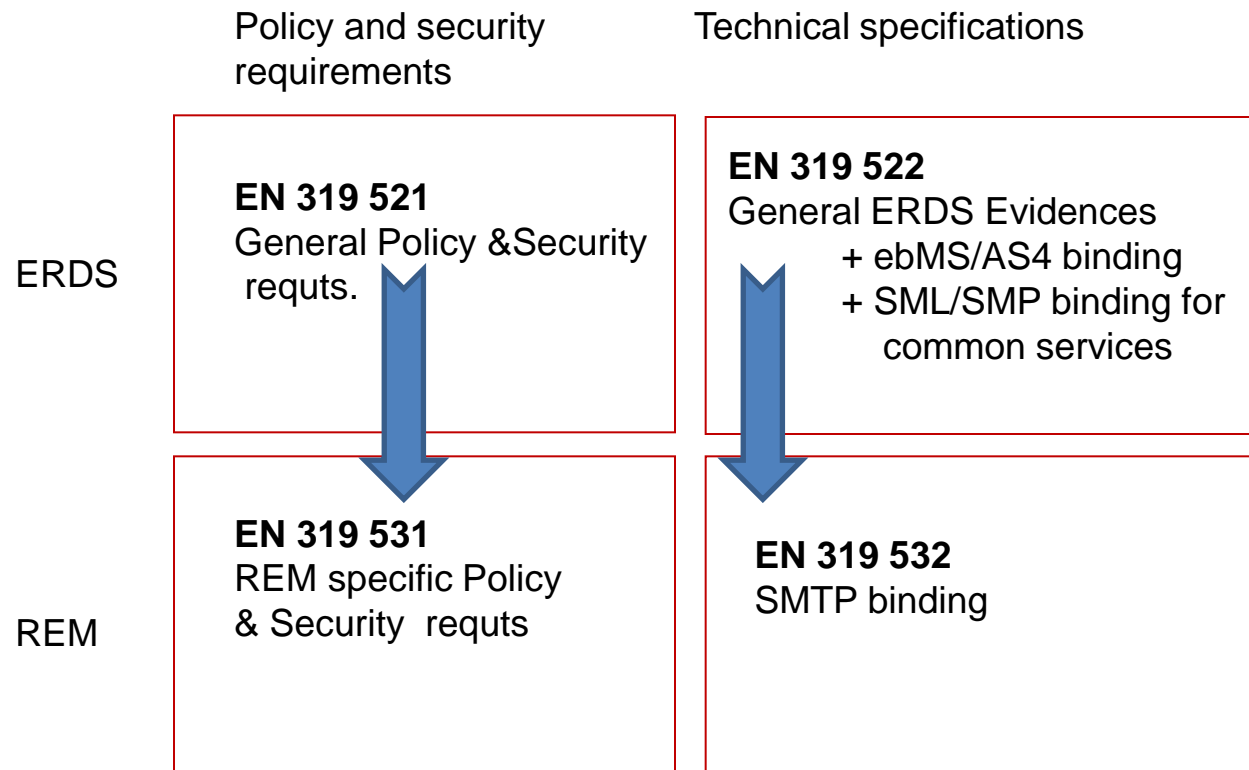 Policy and security
requirements
Technical specifications
ERDS
EN 319 521
General Policy &Security
requts.
EN 319 522
General ERDS Evidences
+ ebMS/AS4 binding
+ SML/SMP binding for
common services
REM
EN 319 531
REM specific Policy
& Security requts
EN 319 532
SMTP binding